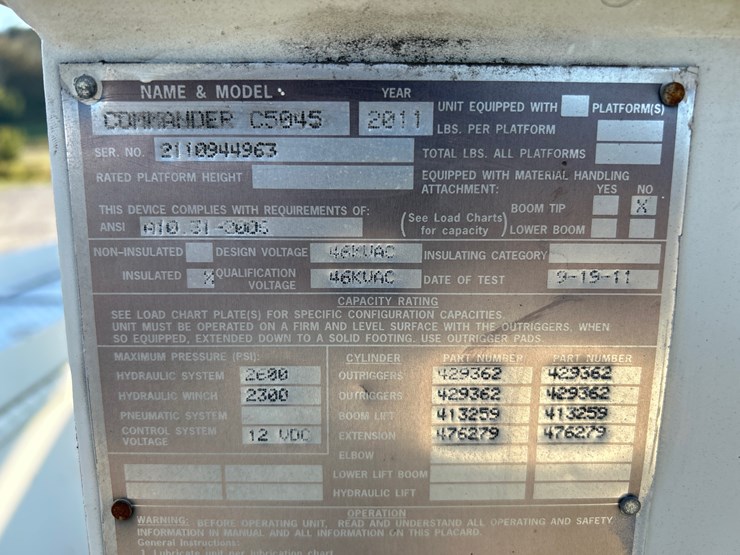 NAME & MODEL
YEAR
COMMANDER C5045
2011
SER. NO. 2110944963
RATED PLATFORM HEIGHT
UNIT EQUIPPED WITH PLATFORM(S)
LBS. PER PLATFORM
TOTAL LBS. ALL PLATFORMS
EQUIPPED WITH MATERIAL HANDLING
ATTACHMENT: YES NO
BOOM TIP X
LOWER BOOM
THIS DEVICE COMPLIES WITH REQUIREMENTS OF:
ANSI A10.31-2006
(See Load Charts
for capacity)
NON-INSULATED DESIGN VOLTAGE 46KVAC INSULATING CATEGORY
INSULATED X QUALIFICATION VOLTAGE 46KVAC DATE OF TEST 9-19-11
CAPACITY RATING
SEE LOAD CHART PLATE(S) FOR SPECIFIC CONFIGURATION CAPACITIES.
UNIT MUST BE OPERATED ON A FIRM AND LEVEL SURFACE WITH THE OUTRIGGERS, WHEN
SO EQUIPPED, EXTENDED DOWN TO A SOLID FOOTING. USE OUTRIGGER PADS.
MAXIMUM PRESSURE (PSI):
HYDRAULIC SYSTEM 2600
HYDRAULIC WINCH 2300
PNEUMATIC SYSTEM
CONTROL SYSTEM
VOLTAGE 12 VDC
CYLINDER PART NUMBER PART NUMBER
OUTRIGGERS 429362 429362
OUTRIGGERS 429362 429362
BOOM LIFT 413259 413259
EXTENSION 476279 476279
ELBOW
LOWER LIFT BOOM
HYDRAULIC LIFT
OPERATION
WARNING: BEFORE OPERATING UNIT, READ AND UNDERSTAND ALL OPERATING AND SAFETY
INFORMATION IN MANUAL AND ALL INFORMATION ON THIS PLACARD.
General Instructions:
1. Lubricate unit per lubrication chart